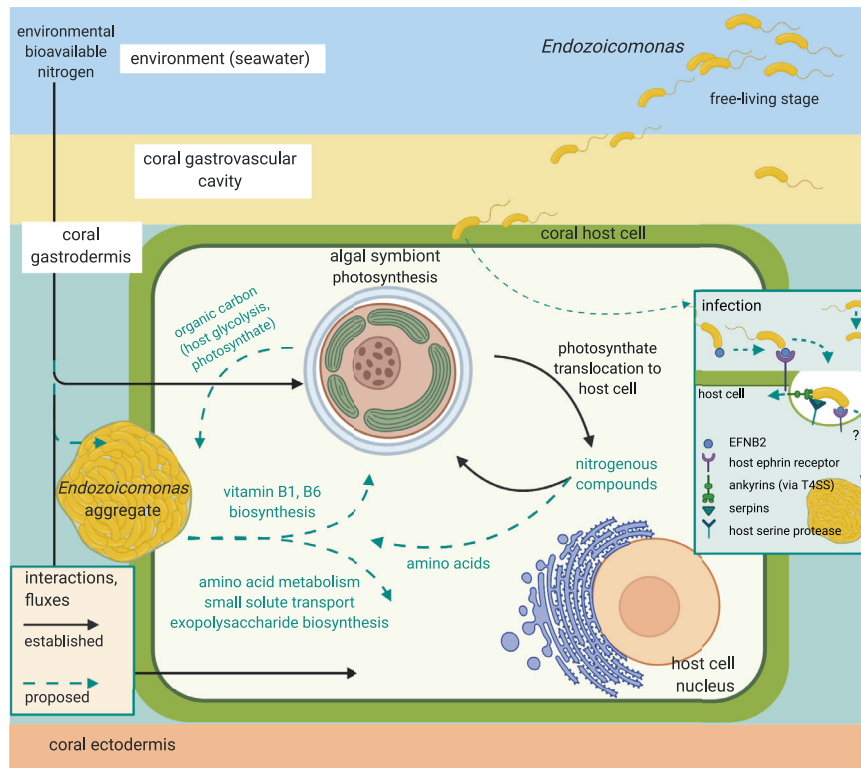 environmental
bioavailable
nitrogen
environment (seawater)
Endozoicomonas
free-living stage
coral gastrovascular
cavity
coral
gastrodermis
coral host cell
algal symbiont
photosynthesis
organic carbon
(host glycolysis,
photosynthate)
photosynthate
translocation to
host cell
infection
host cell
?
EFNB2
host ephrin receptor
ankyrins (via T4SS)
serpins
host serine protease
Endozoicomonas
aggregate
vitamin B1, B6
biosynthesis
nitrogenous
compounds
amino acids
amino acid metabolism
small solute transport
exopolysaccharide biosynthesis
interactions,
fluxes
established
proposed
host cell
nucleus
coral ectodermis